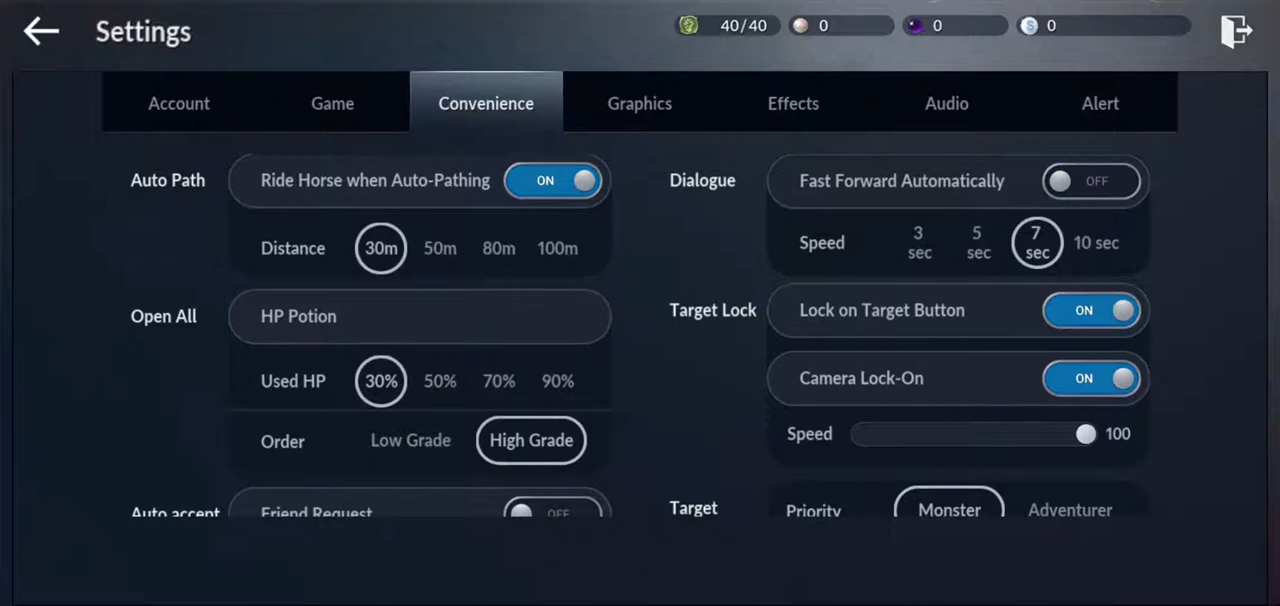 Settings
40/40 0 0 0
Account Game Convenience Graphics Effects Audio Alert
Auto Path Ride Horse when Auto-Pathing ON
Distance 30m 50m 80m 100m
Open All HP Potion
Used HP 30% 50% 70% 90%
Order Low Grade High Grade
Auto accept Friend Request OFF
Dialogue Fast Forward Automatically OFF
Speed 3 sec 5 sec 7 sec 10 sec
Target Lock Lock on Target Button ON
Camera Lock-On ON
Speed 100
Target Priority Monster Adventurer